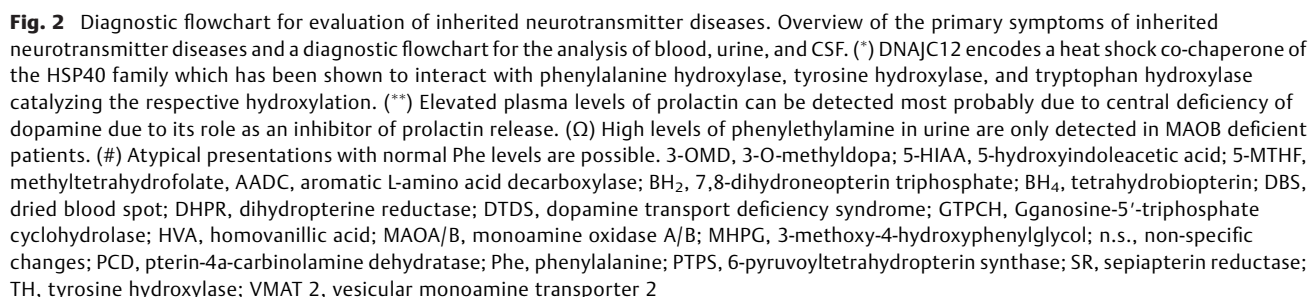 Fig. 2 Diagnostic flowchart for evaluation of inherited neurotransmitter diseases. Overview of the primary symptoms of inherited
neurotransmitter diseases and a diagnostic flowchart for the analysis of blood, urine, and CSF. (*) DNAJC12 encodes a heat shock co-chaperone of
the HSP40 family which has been shown to interact with phenylalanine hydroxylase, tyrosine hydroxylase, and tryptophan hydroxylase
catalyzing the respective hydroxylation. (**) Elevated plasma levels of prolactin can be detected most probably due to central deficiency of
dopamine due to its role as an inhibitor of prolactin release. (Ω) High levels of phenylethylamine in urine are only detected in MAOB deficient
patients. (#) Atypical presentations with normal Phe levels are possible. 3-OMD, 3-O-methyldopa; 5-HIAA, 5-hydroxyindoleacetic acid; 5-MTHF,
methyltetrahydrofolate, AADC, aromatic L-amino acid decarboxylase; BH₂, 7,8-dihydroneopterin triphosphate; BH₄, tetrahydrobiopterin; DBS,
dried blood spot; DHPR, dihydropterine reductase; DTDS, dopamine transport deficiency syndrome; GTPCH, Gganosine-5′-triphosphate
cyclohydrolase; HVA, homovanillic acid; MAOA/B, monoamine oxidase A/B; MHPG, 3-methoxy-4-hydroxyphenylglycol; n.s., non-specific
changes; PCD, pterin-4a-carbinolamine dehydratase; Phe, phenylalanine; PTPS, 6-pyruvoyltetrahydropterin synthase; SR, sepiapterin reductase;
TH, tyrosine hydroxylase; VMAT 2, vesicular monoamine transporter 2